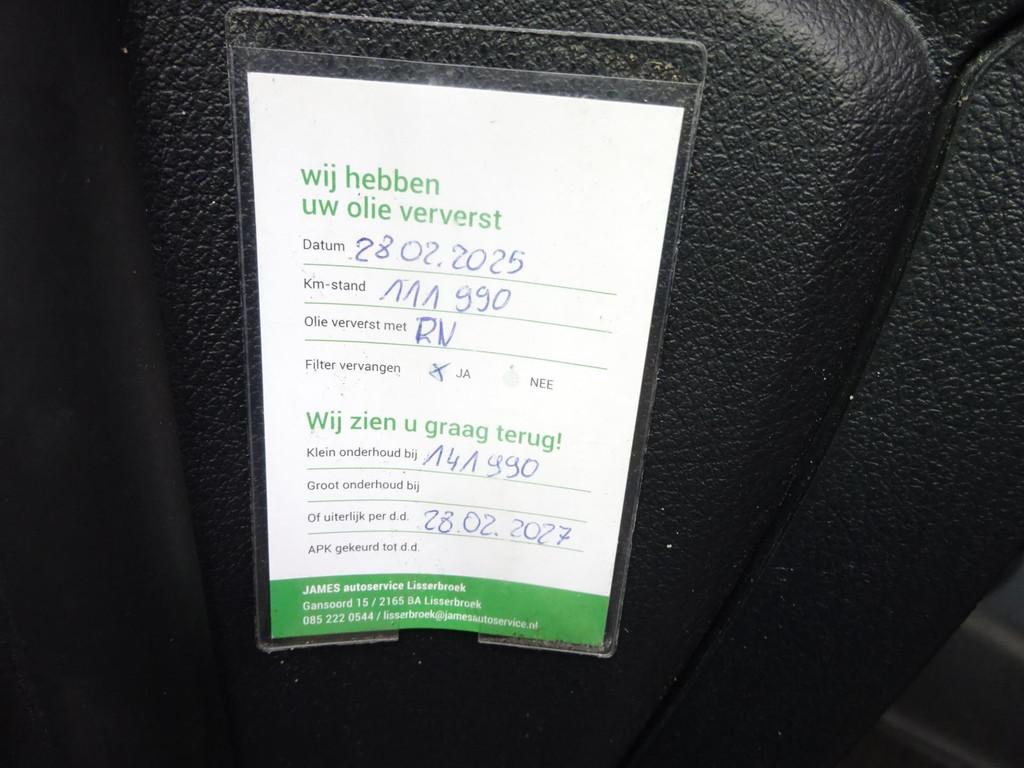 wij hebben
uw olie ververst
Datum 28.02.2025
Km-stand 111 990
Olie ververst met RN
Filter vervangen x JA NEE
Wij zien u graag terug!
Klein onderhoud bij 141 990
Groot onderhoud bij
Of uiterlijk per d.d. 28.02.2027
APK gekeurd tot d.d.
JAMES autoservice Lisserbroek
Gansoord 15 / 2165 BA Lisserbroek
085 222 0544 / lisserbroek@jamesautoservice.nl